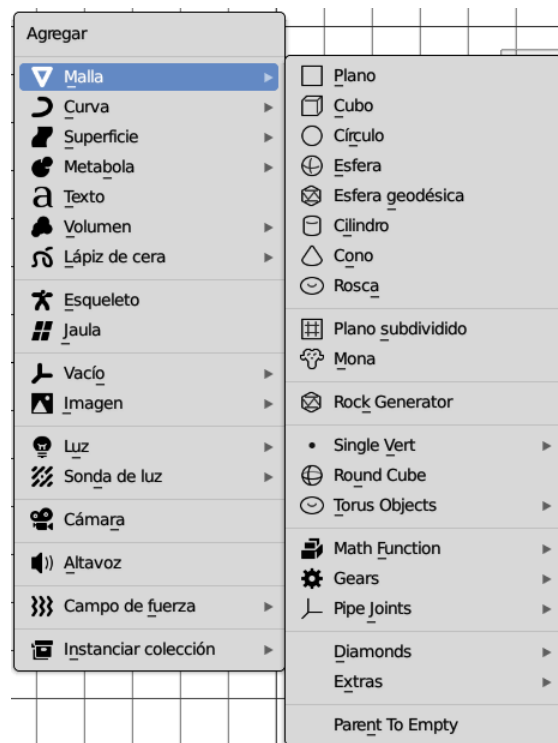 Agregar
Malla
Curva
Superficie
Metabola
Texto
Volumen
Lápiz de cera
Esqueleto
Jaula
Vacío
Imagen
Luz
Sonda de luz
Cámara
Altavoz
Campo de fuerza
Instanciar colección
Plano
Cubo
Círculo
Esfera
Esfera geodésica
Cilindro
Cono
Rosca
Plano subdividido
Mona
Rock Generator
Single Vert
Round Cube
Torus Objects
Math Function
Gears
Pipe Joints
Diamonds
Extras
Parent To Empty